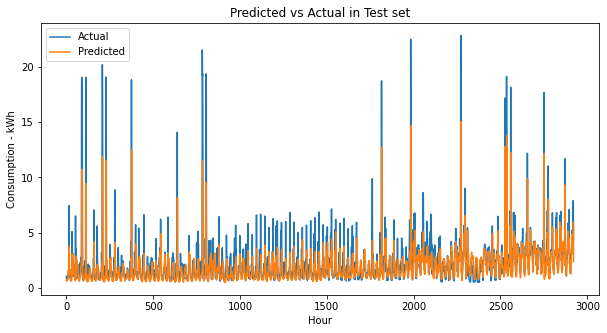 Predicted vs Actual in Test set
Actual
Predicted
Consumption - kWh
20
15
10
5
0
0
500
1000
1500
2000
2500
3000
Hour